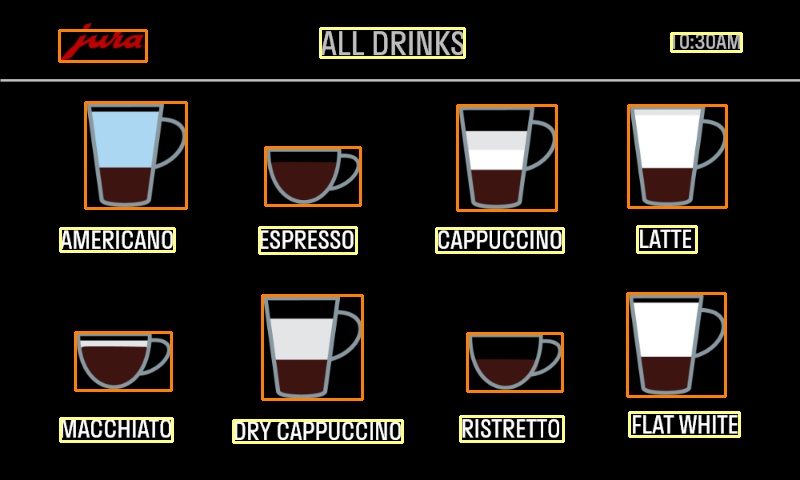 jura
ALL DRINKS
10:30AM
AMERICANO
ESPRESSO
CAPPUCCINO
LATTE
MACCHIATO
DRY CAPPUCCINO
RISTRETTO
FLAT WHITE